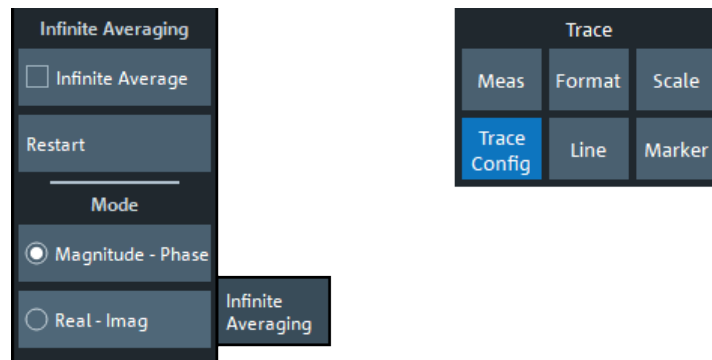 Infinite Averaging
Infinite Average
Restart
Mode
Magnitude - Phase
Real - Imag
Infinite
Averaging
Trace
Meas Format Scale
Trace
Config
Line Marker